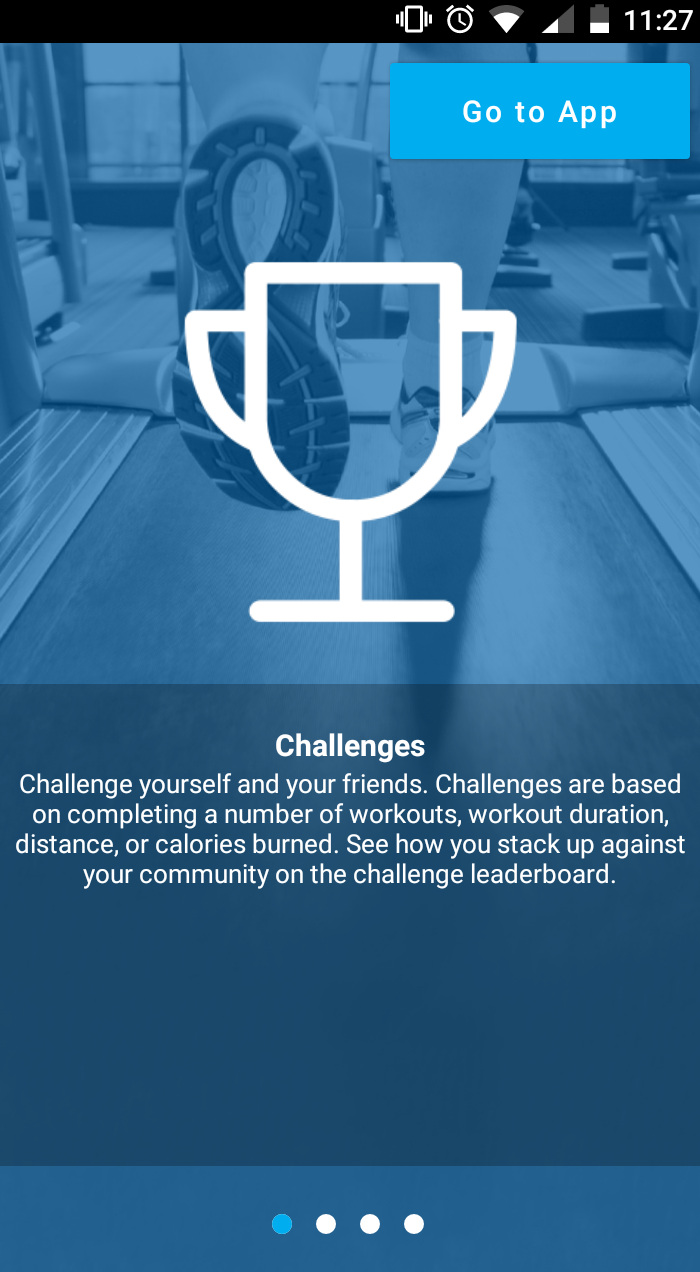 11:27
Go to App
Challenges
Challenge yourself and your friends. Challenges are based
on completing a number of workouts, workout duration,
distance, or calories burned. See how you stack up against
your community on the challenge leaderboard.